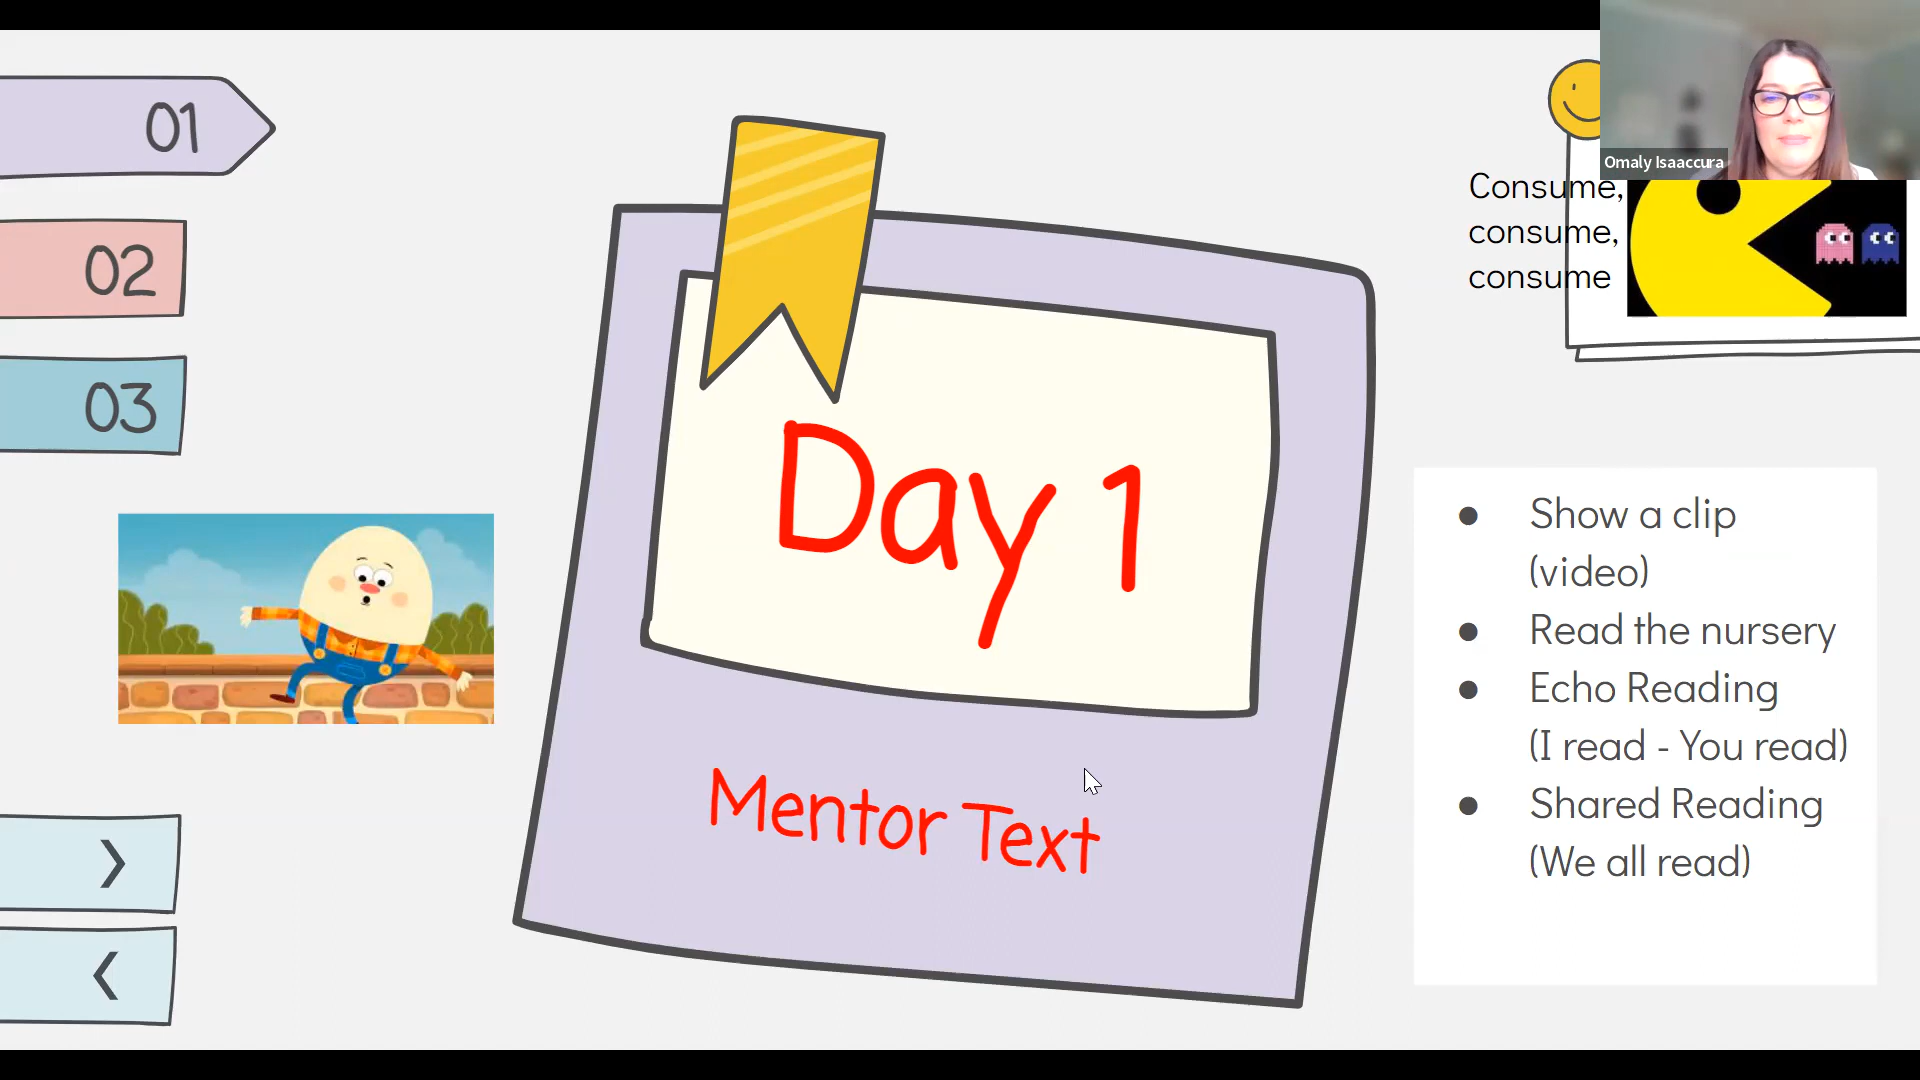 01
02
03
Day 1
Mentor Text
Omaly Isaaccura
Consume,
consume,
consume
● Show a clip
(video)
● Read the nursery
● Echo Reading
(I read - You read)
● Shared Reading
(We all read)